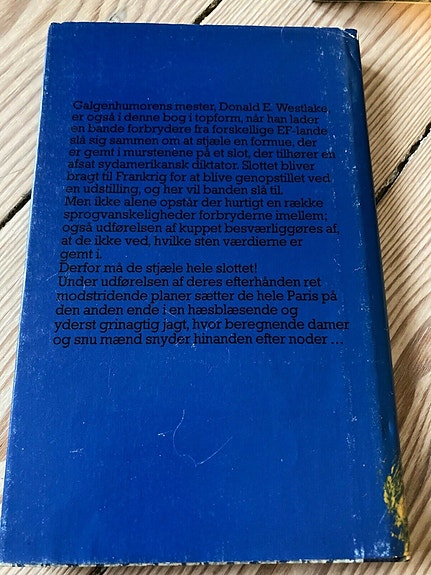 Galgenhumorens mester, Donald E. Westlake,
er også i denne bog i topform, når han lader
en bande forbrydere fra forskellige EF-lande
slå sig sammen om at stjæle en formue, der
er gemt i murstenene på et slot, der tilhører en
afsat sydamerikansk diktator. Slottet bliver
bragt til Frankrig for at blive genopstillet ved
en udstilling, og her vil banden slå til.
Men ikke alene opstår der hurtigt en række
sprogvanskeligheder forbryderne imellem;
også udførelsen af kuppet besværliggøres af,
at de ikke ved, hvilke sten værdierne er
gemt i.
Derfor må de stjæle hele slottet!
Under udførelsen af deres efterhånden ret
modstridende planer sætter de hele Paris på
den anden ende i en hæsblæsende og
yderst grinagtig jagt, hvor beregnende damer
og snu mænd snyder hinanden efter noder ...